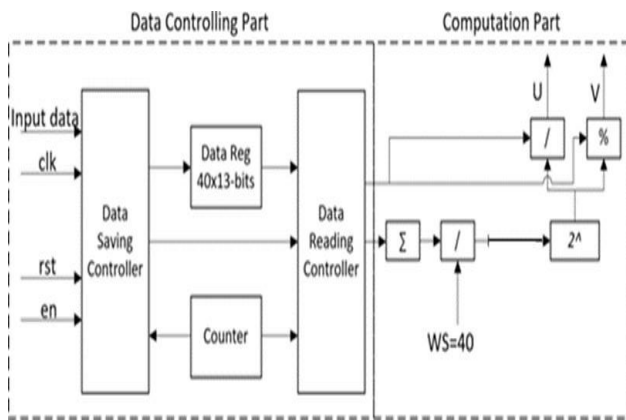 Data Controlling Part
Computation Part
Input data
clk
rst
en
Data
Saving
Controller
Data Reg
40x13-bits
Counter
Data
Reading
Controller
U
V
/
%
Σ
/
2^
WS=40